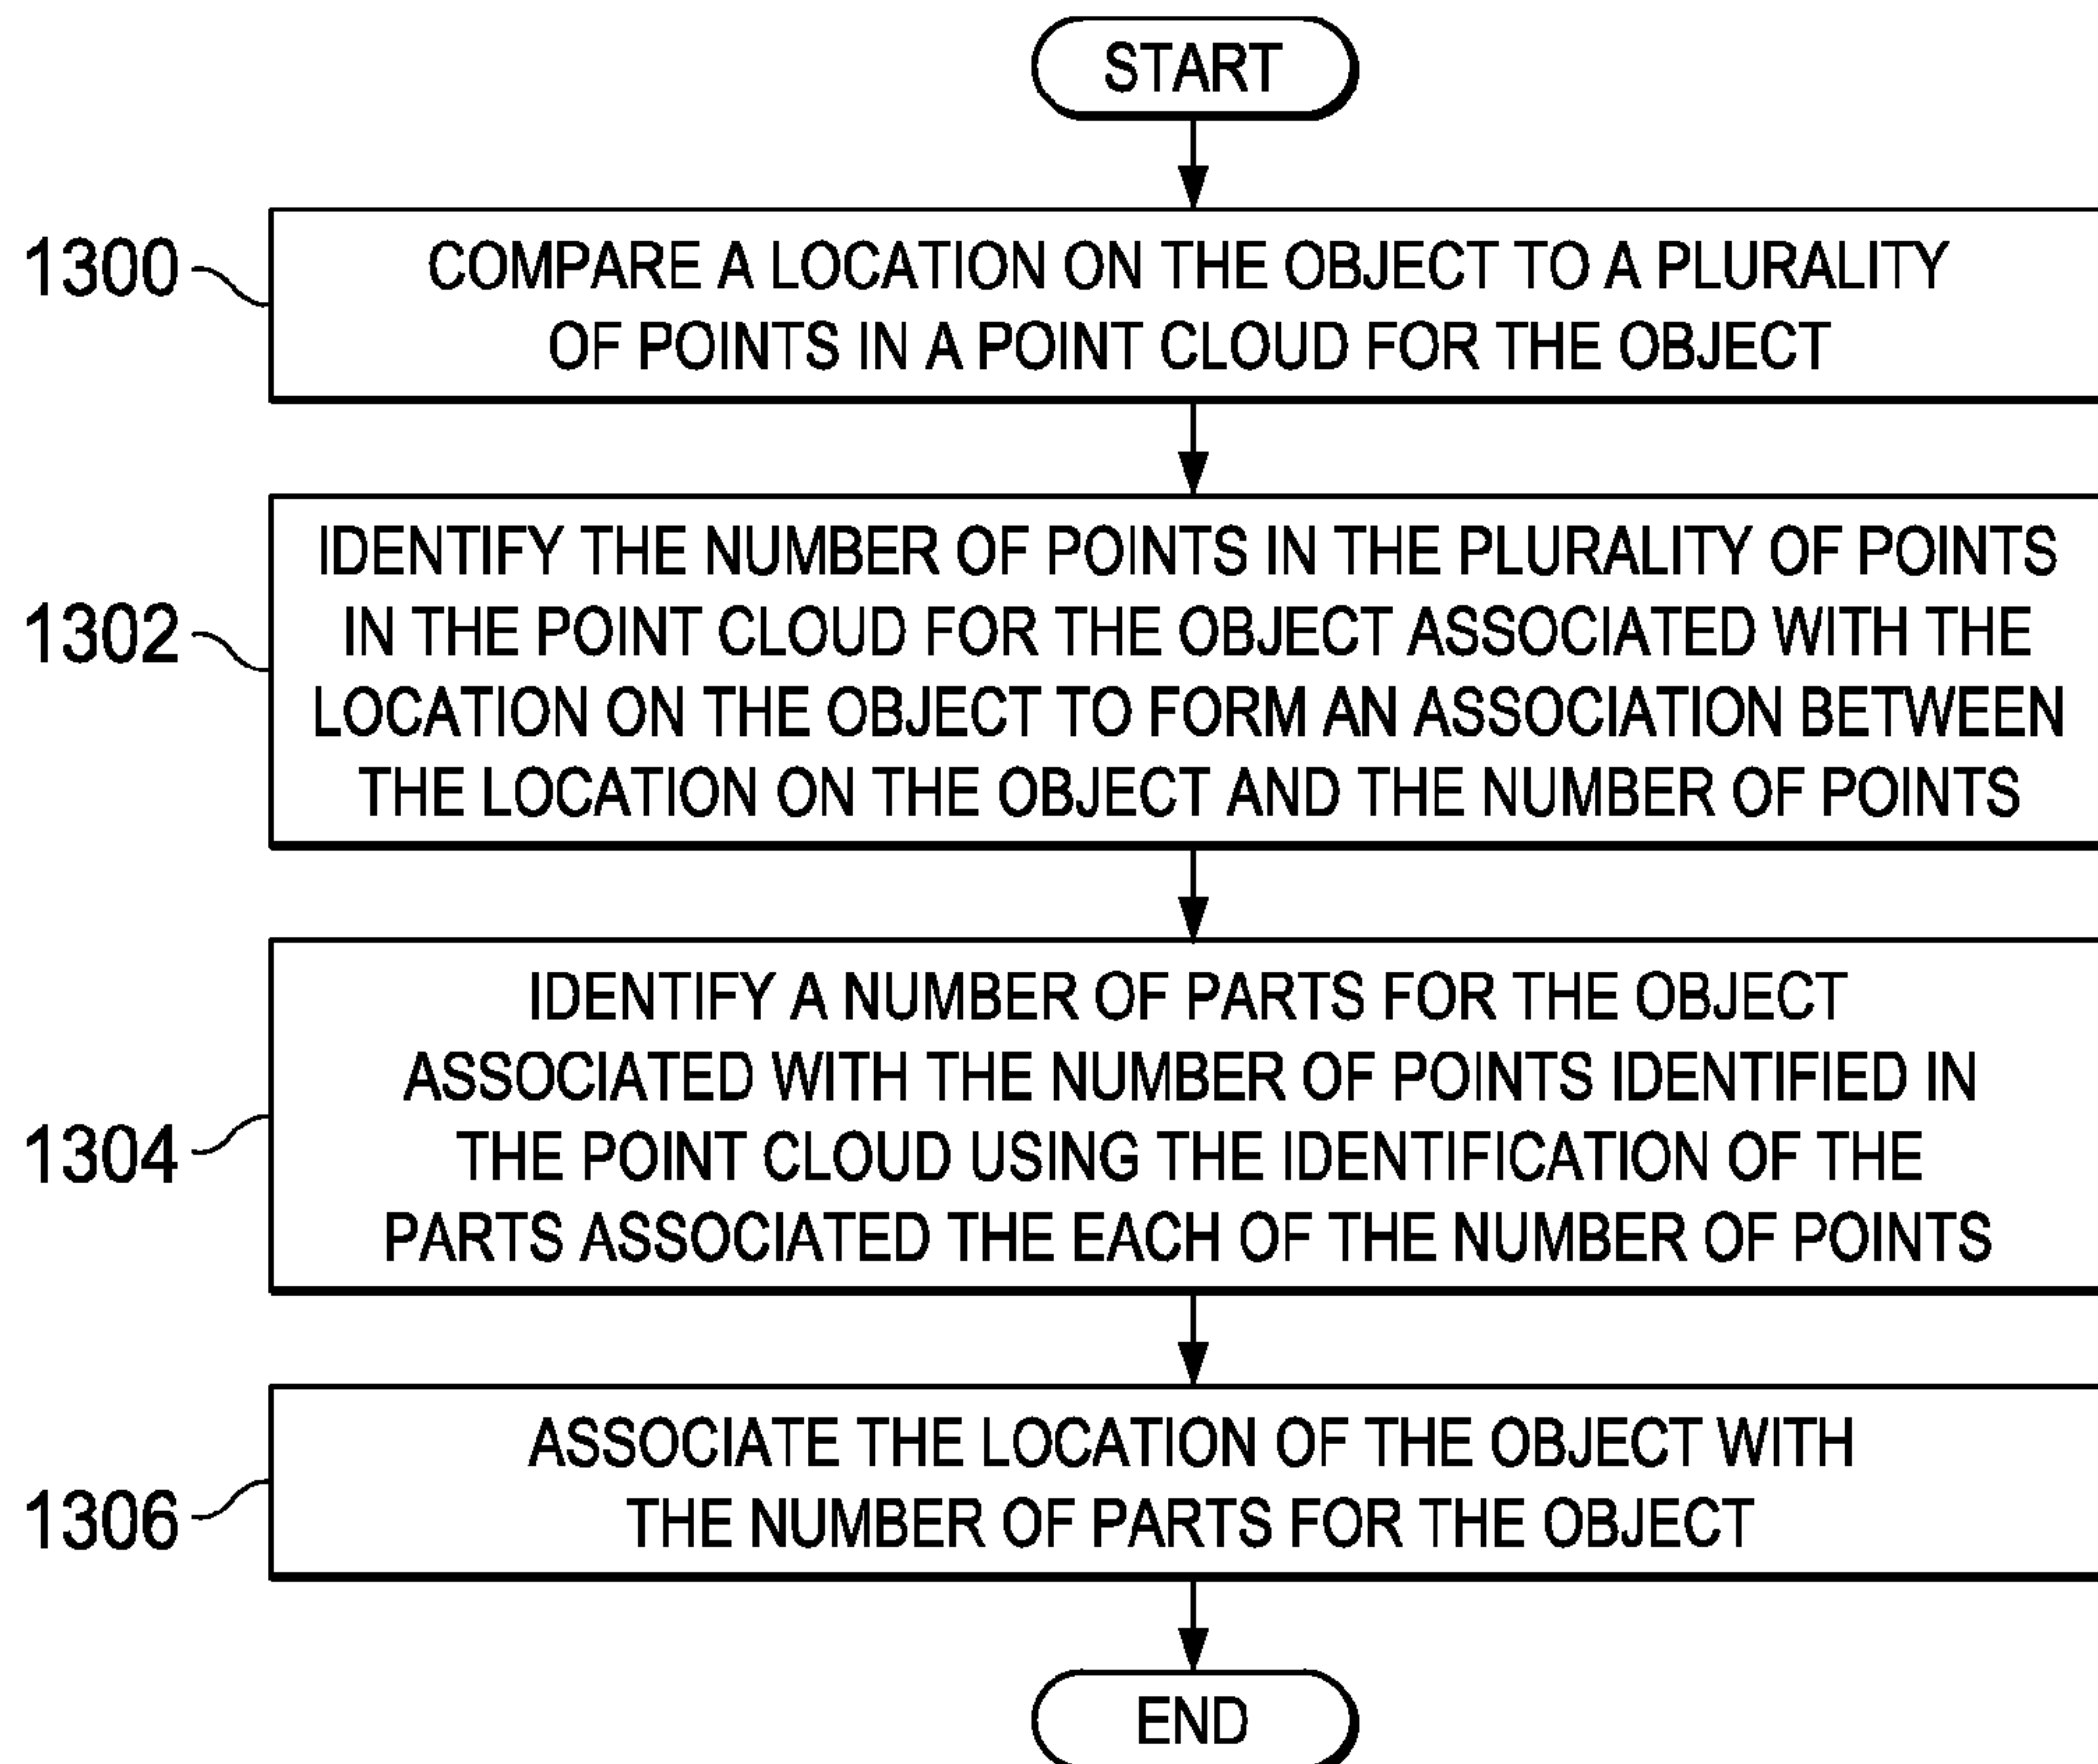 START
1300
COMPARE A LOCATION ON THE OBJECT TO A PLURALITY
OF POINTS IN A POINT CLOUD FOR THE OBJECT
1302
IDENTIFY THE NUMBER OF POINTS IN THE PLURALITY OF POINTS
IN THE POINT CLOUD FOR THE OBJECT ASSOCIATED WITH THE
LOCATION ON THE OBJECT TO FORM AN ASSOCIATION BETWEEN
THE LOCATION ON THE OBJECT AND THE NUMBER OF POINTS
1304
IDENTIFY A NUMBER OF PARTS FOR THE OBJECT
ASSOCIATED WITH THE NUMBER OF POINTS IDENTIFIED IN
THE POINT CLOUD USING THE IDENTIFICATION OF THE
PARTS ASSOCIATED THE EACH OF THE NUMBER OF POINTS
1306
ASSOCIATE THE LOCATION OF THE OBJECT WITH
THE NUMBER OF PARTS FOR THE OBJECT
END